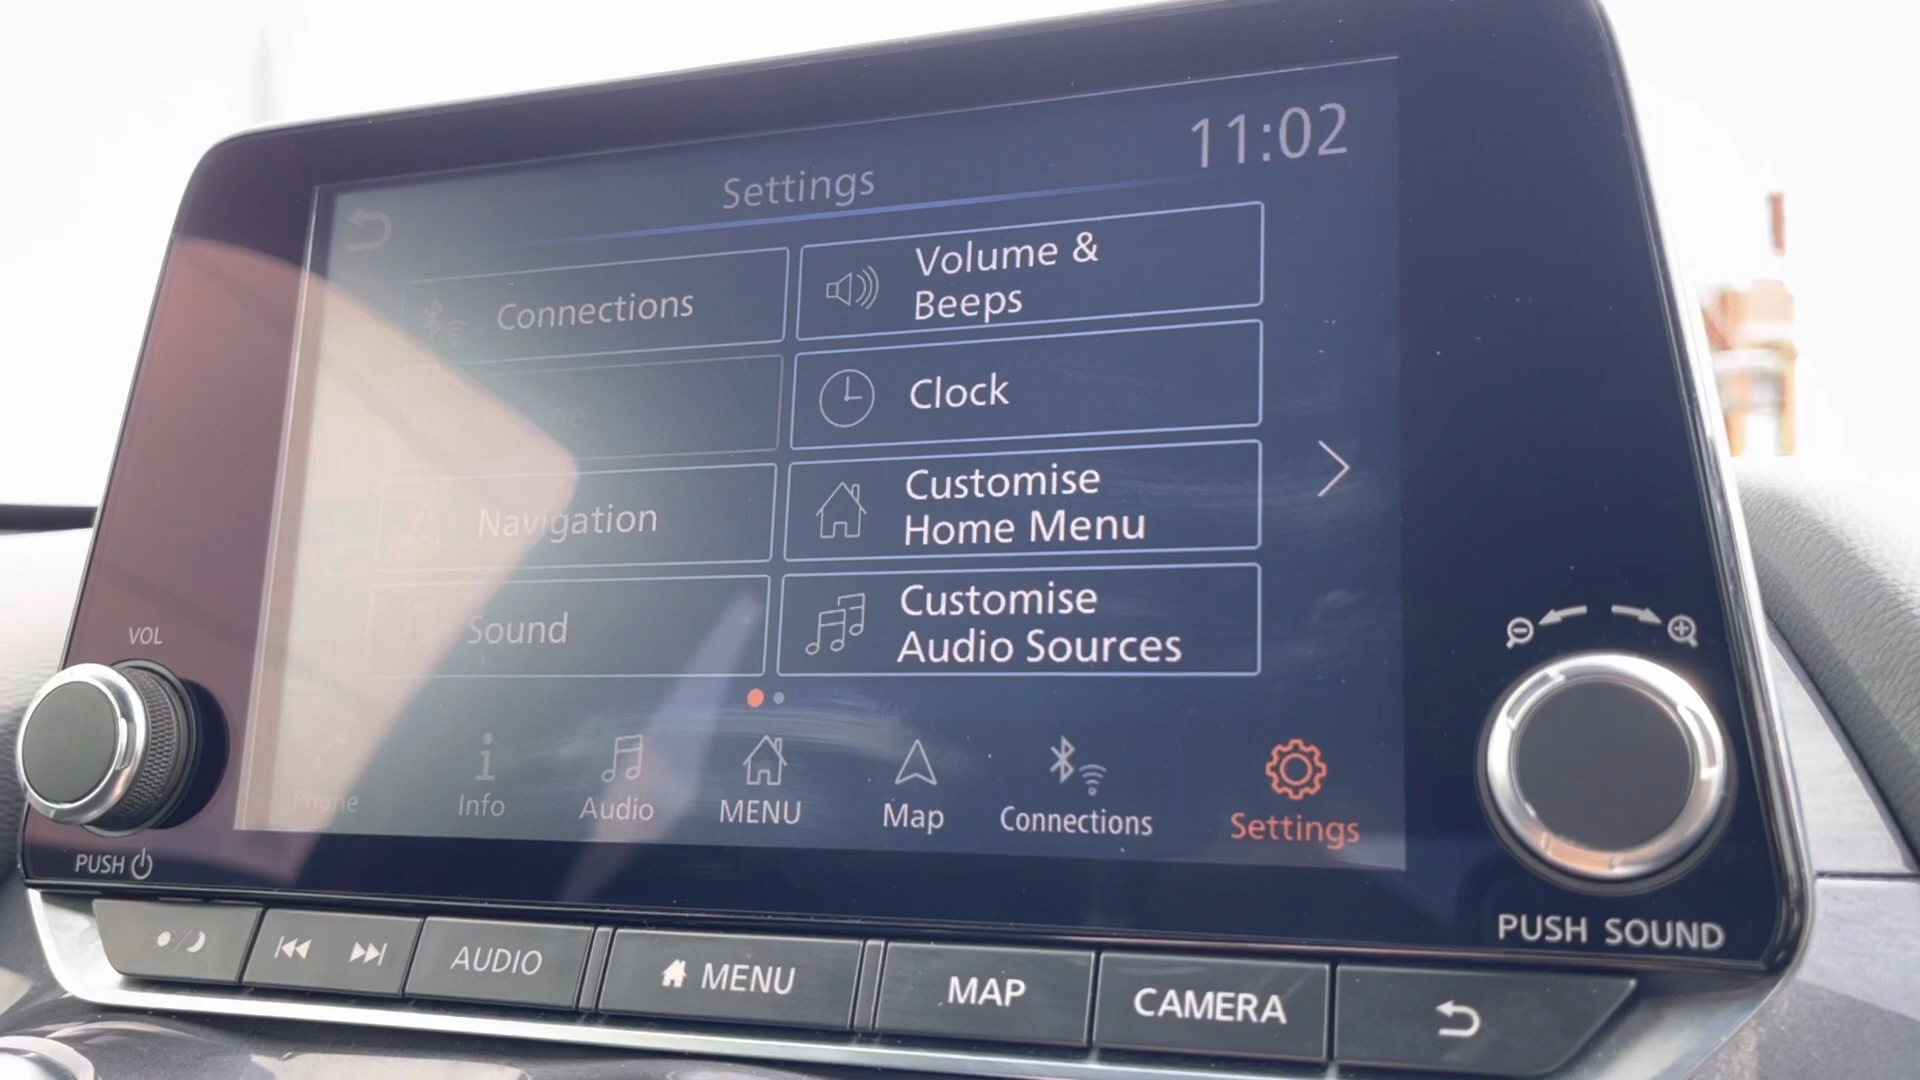 11:02
Settings
Connections
Volume &
Beeps
Clock
Navigation
Customise
Home Menu
Sound
Customise
Audio Sources
Phone
Info
Audio
MENU
Map
Connections
Settings
VOL
PUSH
PUSH SOUND
AUDIO
MENU
MAP
CAMERA